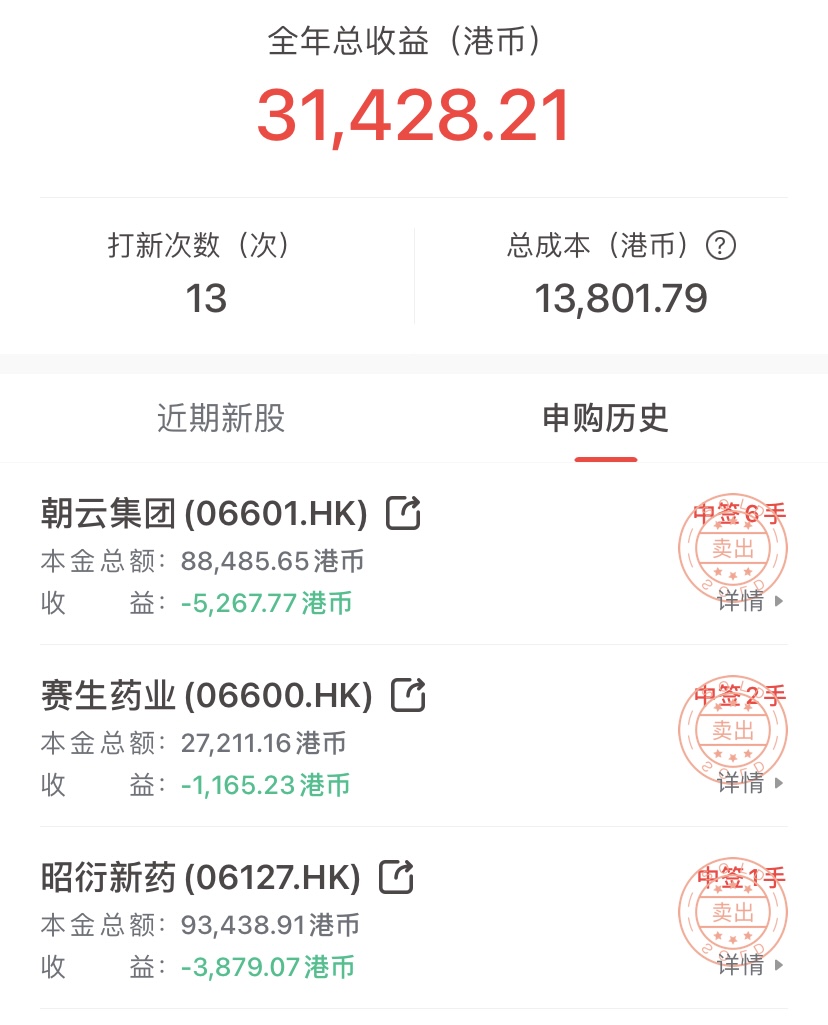 全年总收益（港币）
31,428.21
打新次数（次） 总成本（港币）?
13 13,801.79
近期新股 申购历史
朝云集团 (06601.HK) 中签6手
本金总额： 88,485.65港币 卖出
收 益： -5,267.77港币 详情
赛生药业 (06600.HK) 中签2手
本金总额： 27,211.16港币 卖出
收 益： -1,165.23港币 详情
昭衍新药 (06127.HK) 中签1手
本金总额： 93,438.91港币 卖出
收 益： -3,879.07港币 详情